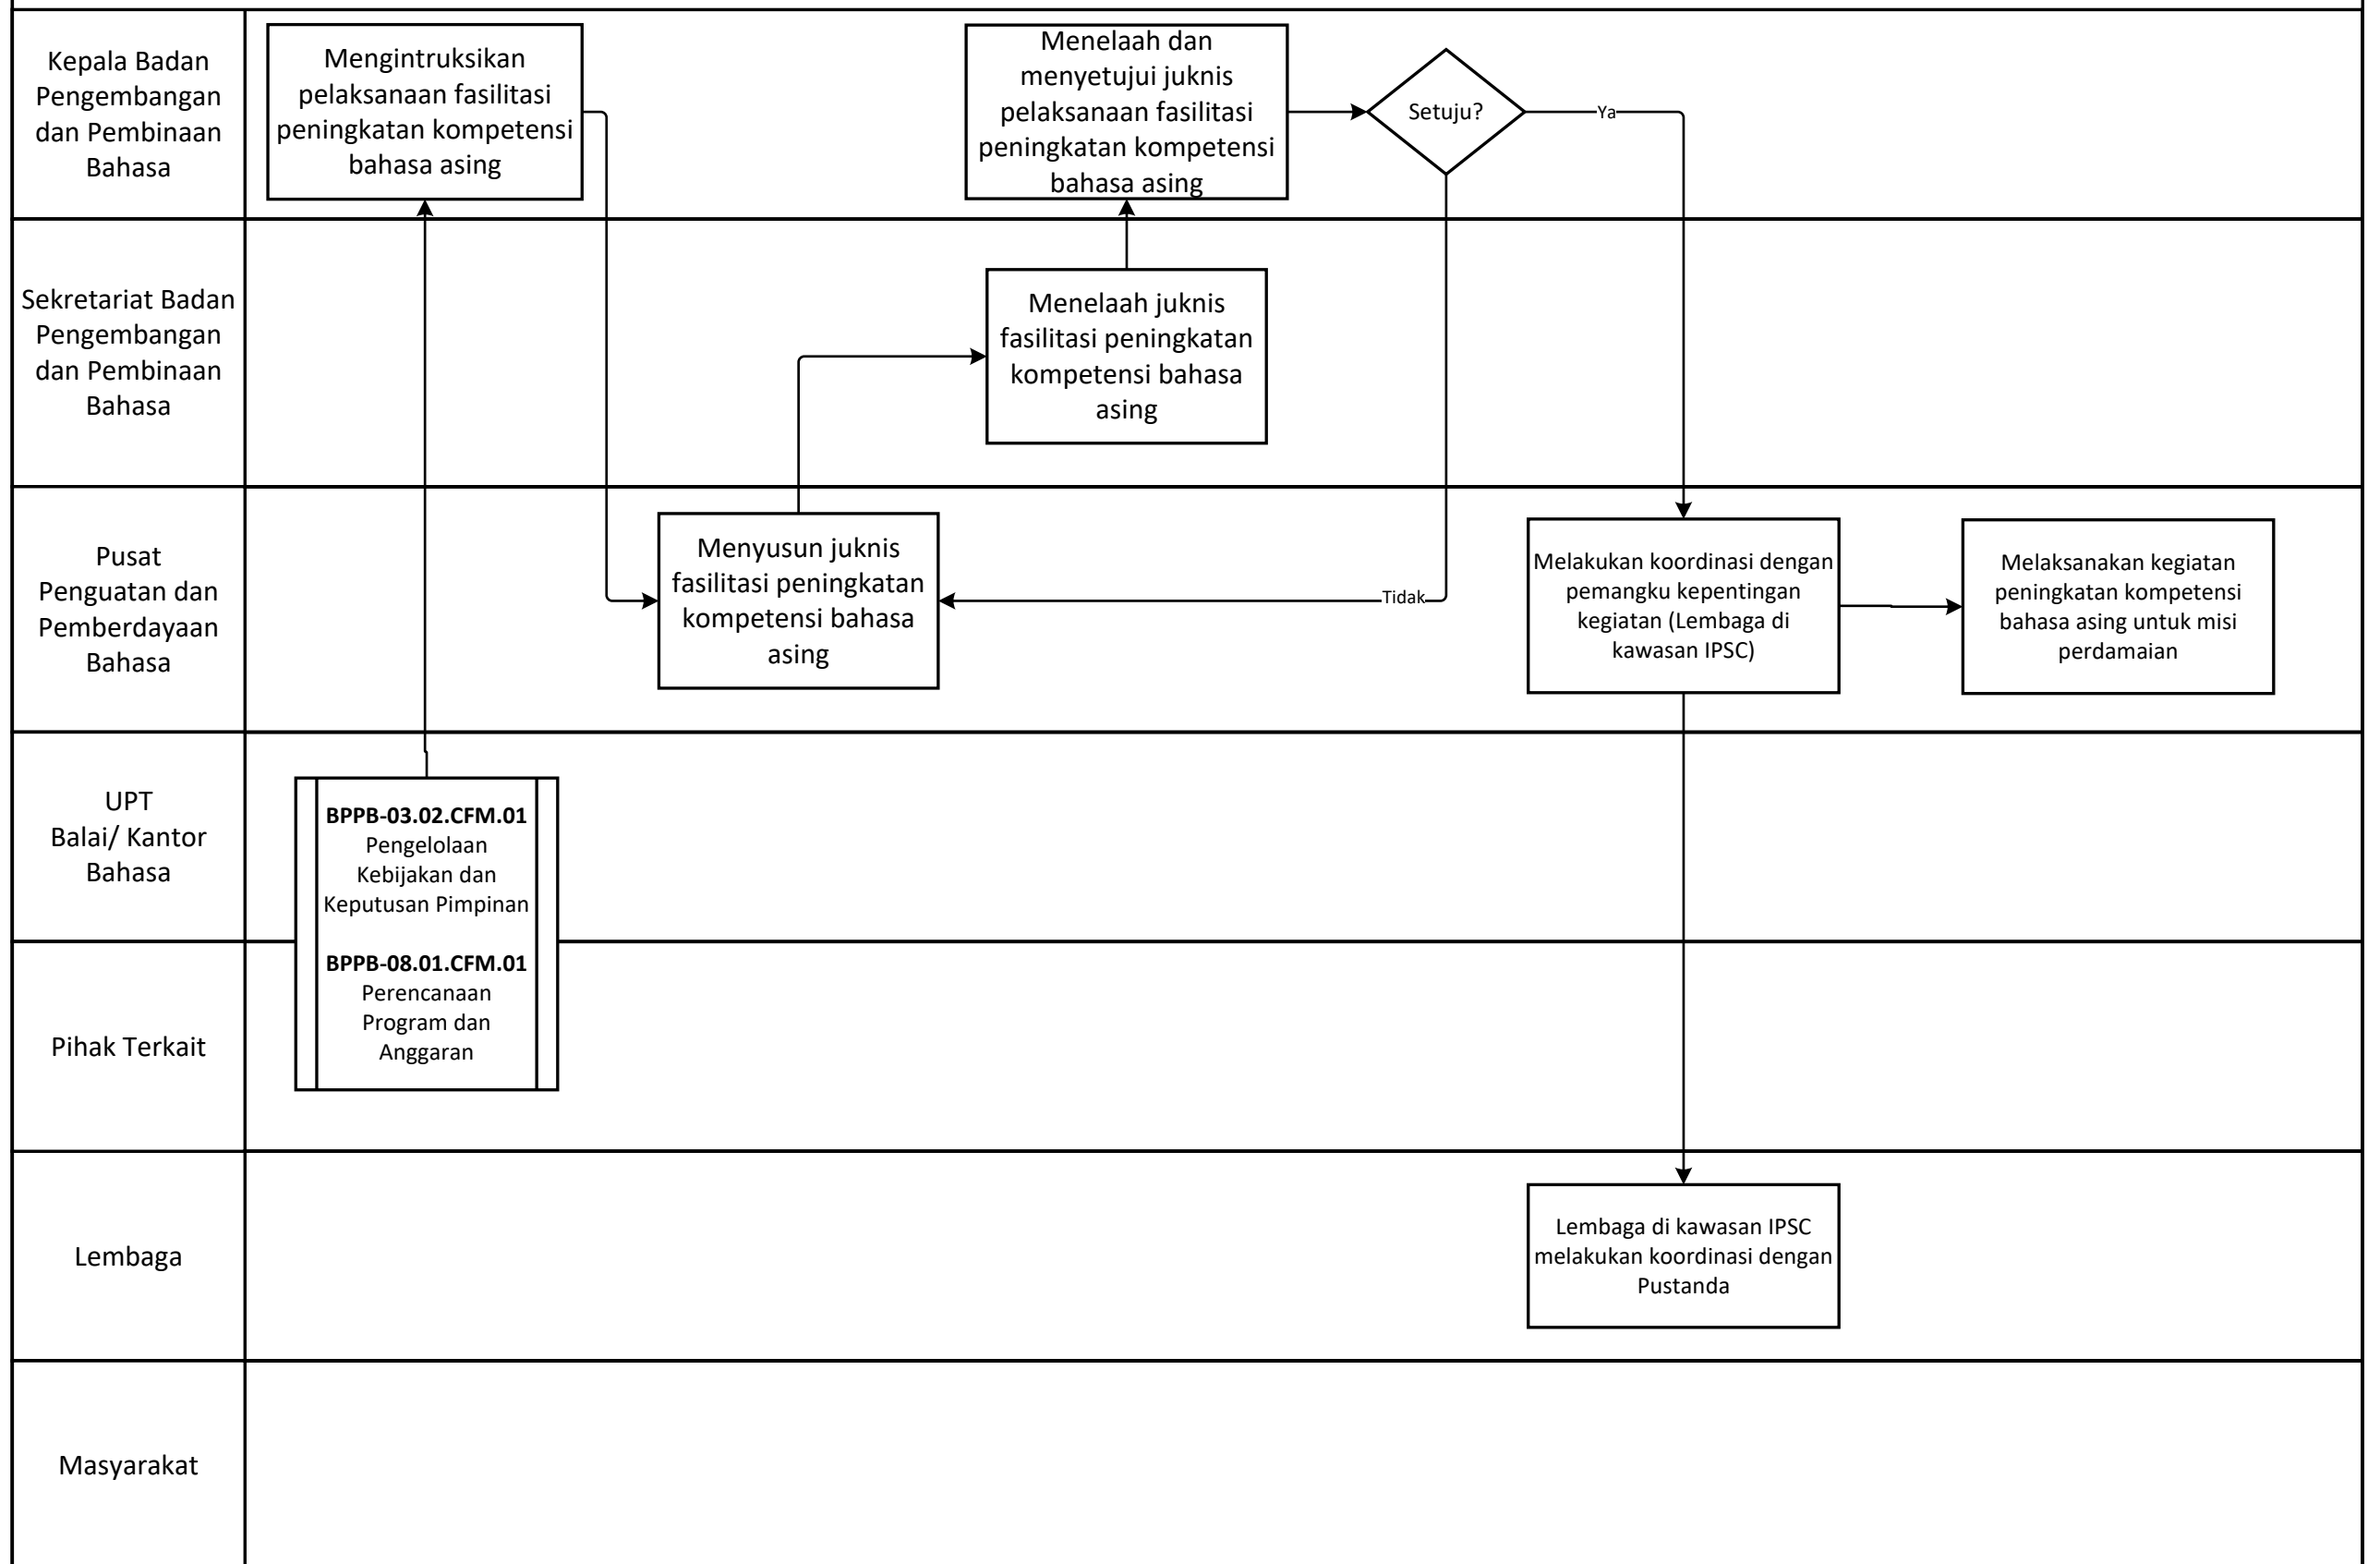 Kepala Badan
Pengembangan
dan Pembinaan
Bahasa
Mengintruksikan
pelaksanaan fasilitasi
peningkatan kompetensi
bahasa asing
Menelaah dan
menyetujui juknis
pelaksanaan fasilitasi
peningkatan kompetensi
bahasa asing
Setuju?
Ya
Sekretariat Badan
Pengembangan
dan Pembinaan
Bahasa
Menelaah juknis
fasilitasi peningkatan
kompetensi bahasa
asing
Pusat
Penguatan dan
Pemberdayaan
Bahasa
Menyusun juknis
fasilitasi peningkatan
kompetensi bahasa
asing
Tidak
Melakukan koordinasi dengan
pemangku kepentingan
kegiatan (Lembaga di
kawasan IPSC)
Melaksanakan kegiatan
peningkatan kompetensi
bahasa asing untuk misi
perdamaian
UPT
Balai/ Kantor
Bahasa
BPPB-03.02.CFM.01
Pengelolaan
Kebijakan dan
Keputusan Pimpinan
BPPB-08.01.CFM.01
Perencanaan
Program dan
Anggaran
Pihak Terkait
Lembaga
Lembaga di kawasan IPSC
melakukan koordinasi dengan
Pustanda
Masyarakat